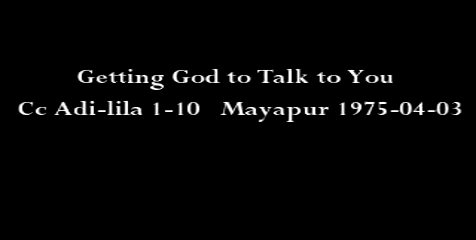 Getting God to Talk to You
Cc Adi-lila 1-10 Mayapur 1975-04-03